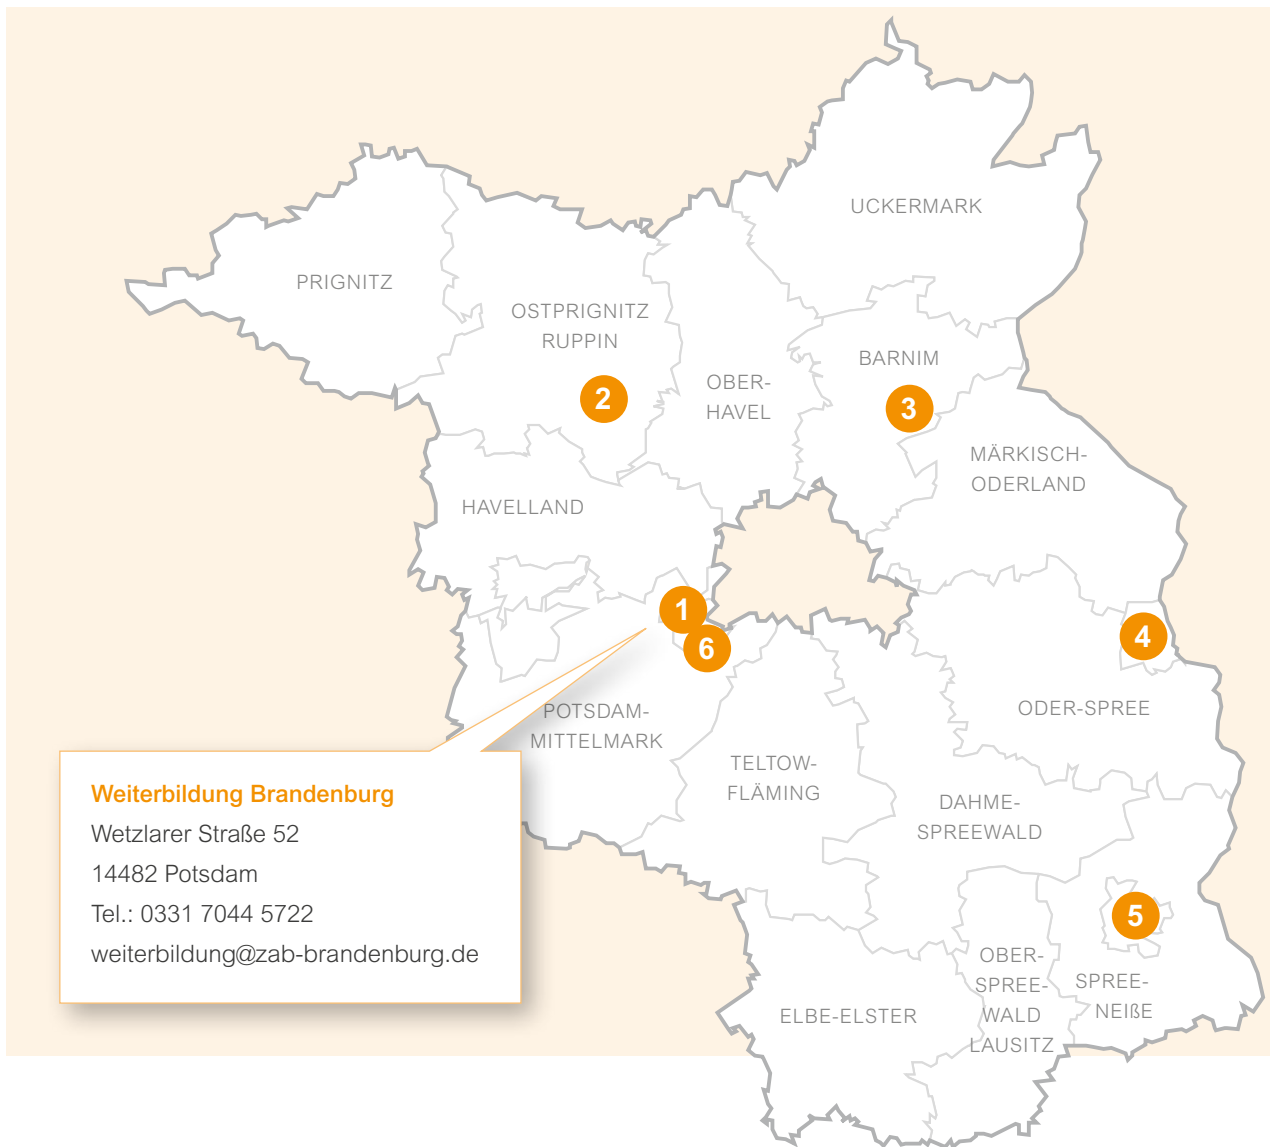 UCKERMARK
PRIGNITZ
OSTPRIGNITZ
RUPPIN
BARNIM
OBER-
HAVEL
2
3
MÄRKISCH-
ODERLAND
HAVELLAND
1
6
4
POTSDAM-
MITTELMARK
ODER-SPREE
TELTOW-
FLÄMING
DAHME-
SPREEWALD
Weiterbildung Brandenburg
Wetzlarer Straße 52
14482 Potsdam
Tel.: 0331 7044 5722
weiterbildung@zab-brandenburg.de
5
OBER-
SPREE-
WALD
LAUSITZ
SPREE-
NEIßE
ELBE-ELSTER